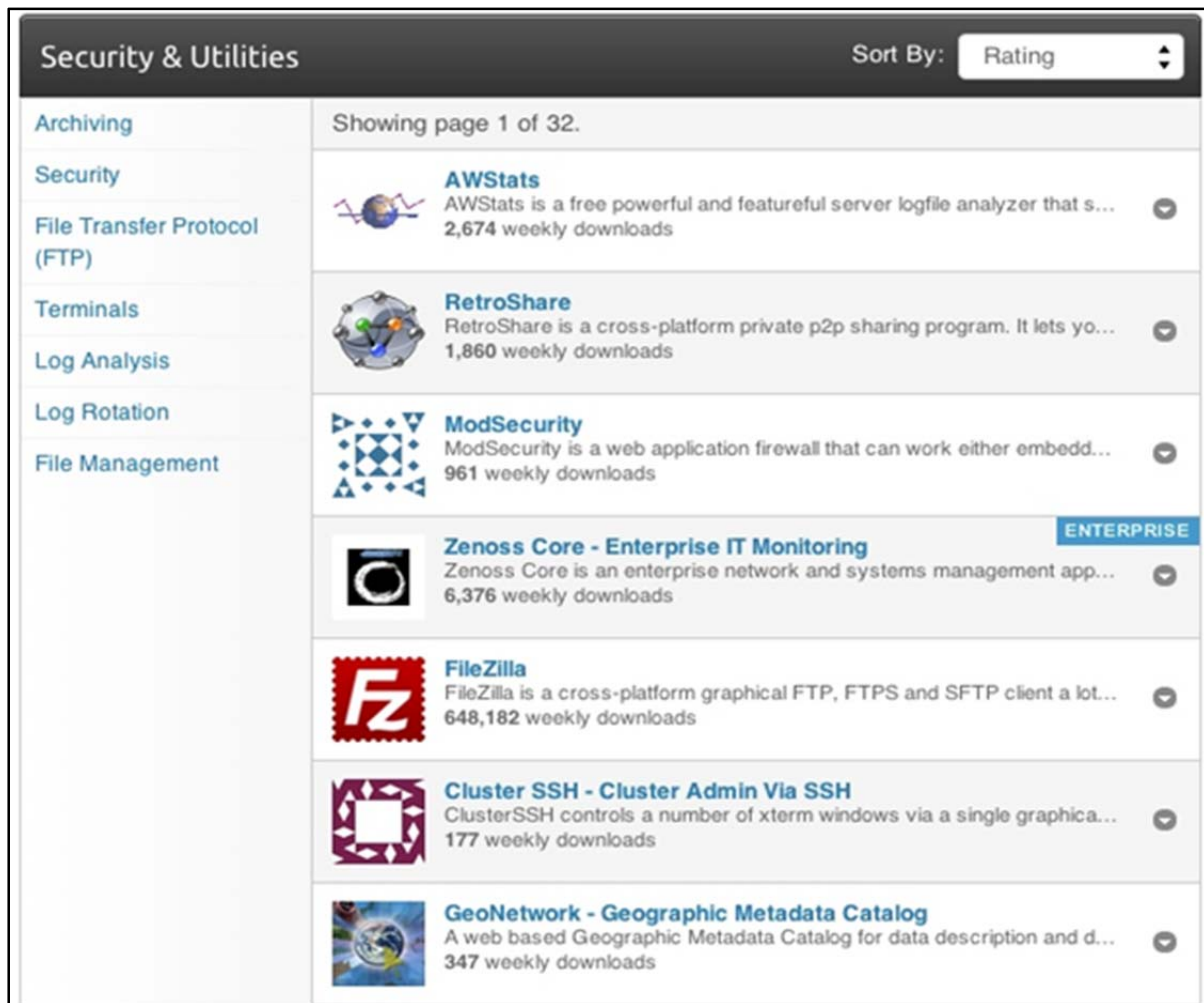 Security & Utilities
Sort By: Rating
Archiving
Security
File Transfer Protocol
(FTP)
Terminals
Log Analysis
Log Rotation
File Management
Showing page 1 of 32.
AWStats
AWStats is a free powerful and featureful server logfile analyzer that s...
2,674 weekly downloads
RetroShare
RetroShare is a cross-platform private p2p sharing program. It lets yo...
1,860 weekly downloads
ModSecurity
ModSecurity is a web application firewall that can work either embedd...
961 weekly downloads
ENTERPRISE
Zenoss Core - Enterprise IT Monitoring
Zenoss Core is an enterprise network and systems management app...
6,376 weekly downloads
Fz
FileZilla
FileZilla is a cross-platform graphical FTP, FTPS and SFTP client a lot...
648,182 weekly downloads
Cluster SSH - Cluster Admin Via SSH
ClusterSSH controls a number of xterm windows via a single graphica...
177 weekly downloads
GeoNetwork - Geographic Metadata Catalog
A web based Geographic Metadata Catalog for data description and d...
347 weekly downloads